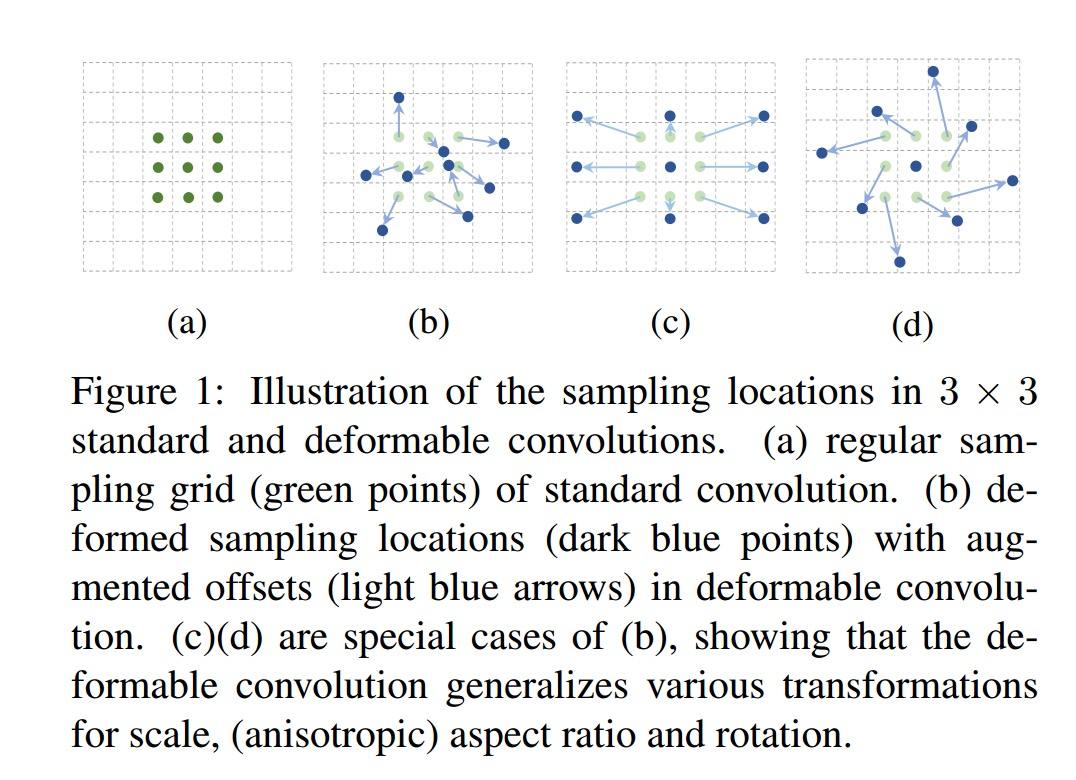 (a) (b) (c) (d)
Figure 1: Illustration of the sampling locations in 3 × 3
standard and deformable convolutions. (a) regular sam-
pling grid (green points) of standard convolution. (b) de-
formed sampling locations (dark blue points) with aug-
mented offsets (light blue arrows) in deformable convolu-
tion. (c)(d) are special cases of (b), showing that the de-
formable convolution generalizes various transformations
for scale, (anisotropic) aspect ratio and rotation.